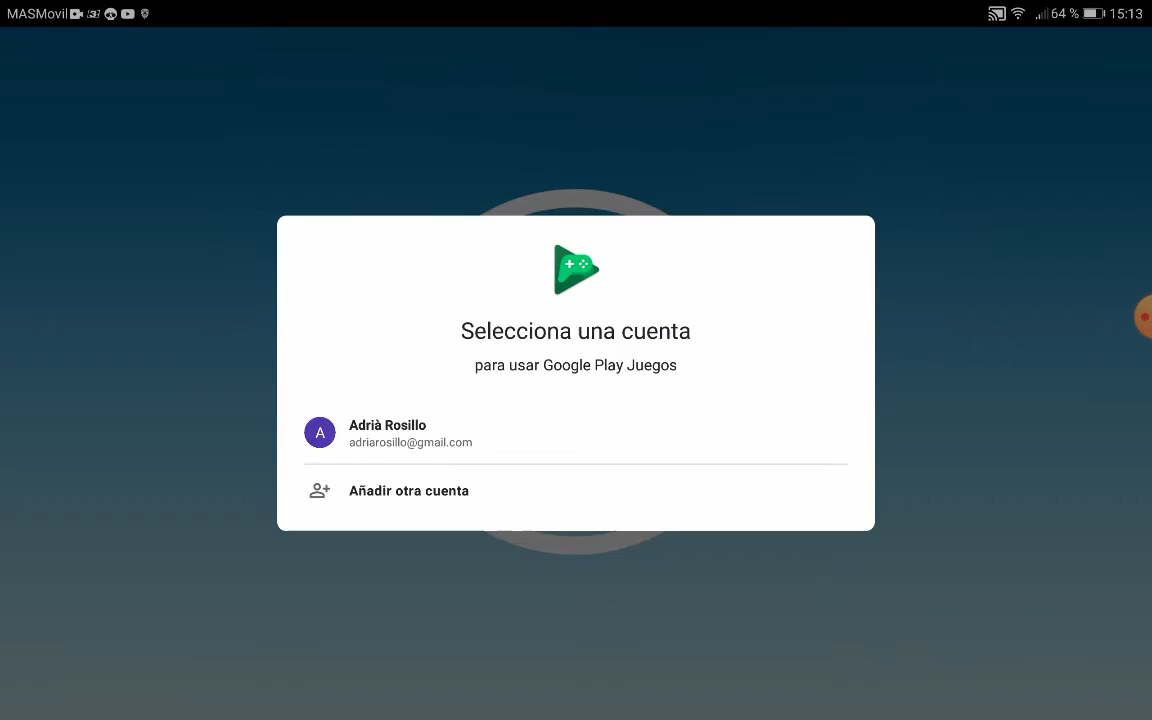 MASMovil 64 % 15:13
Selecciona una cuenta
para usar Google Play Juegos
A Adrià Rosillo
adriarosillo@gmail.com
Añadir otra cuenta